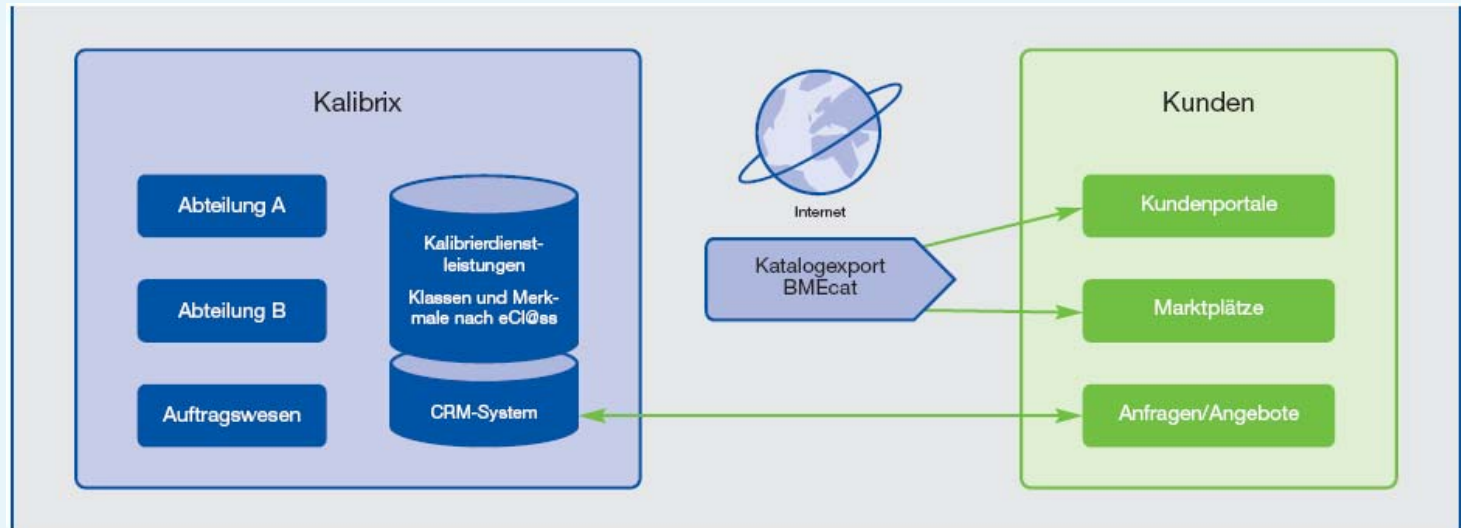 Kalibrix
Abteilung A
Abteilung B
Auftragswesen
Kalibrierdienst-
leistungen
Klassen und Merk-
male nach eCl@ss
CRM-System
Internet
Katalogexport
BMEcat
Kunden
Kundenportale
Marktplätze
Anfragen/Angebote